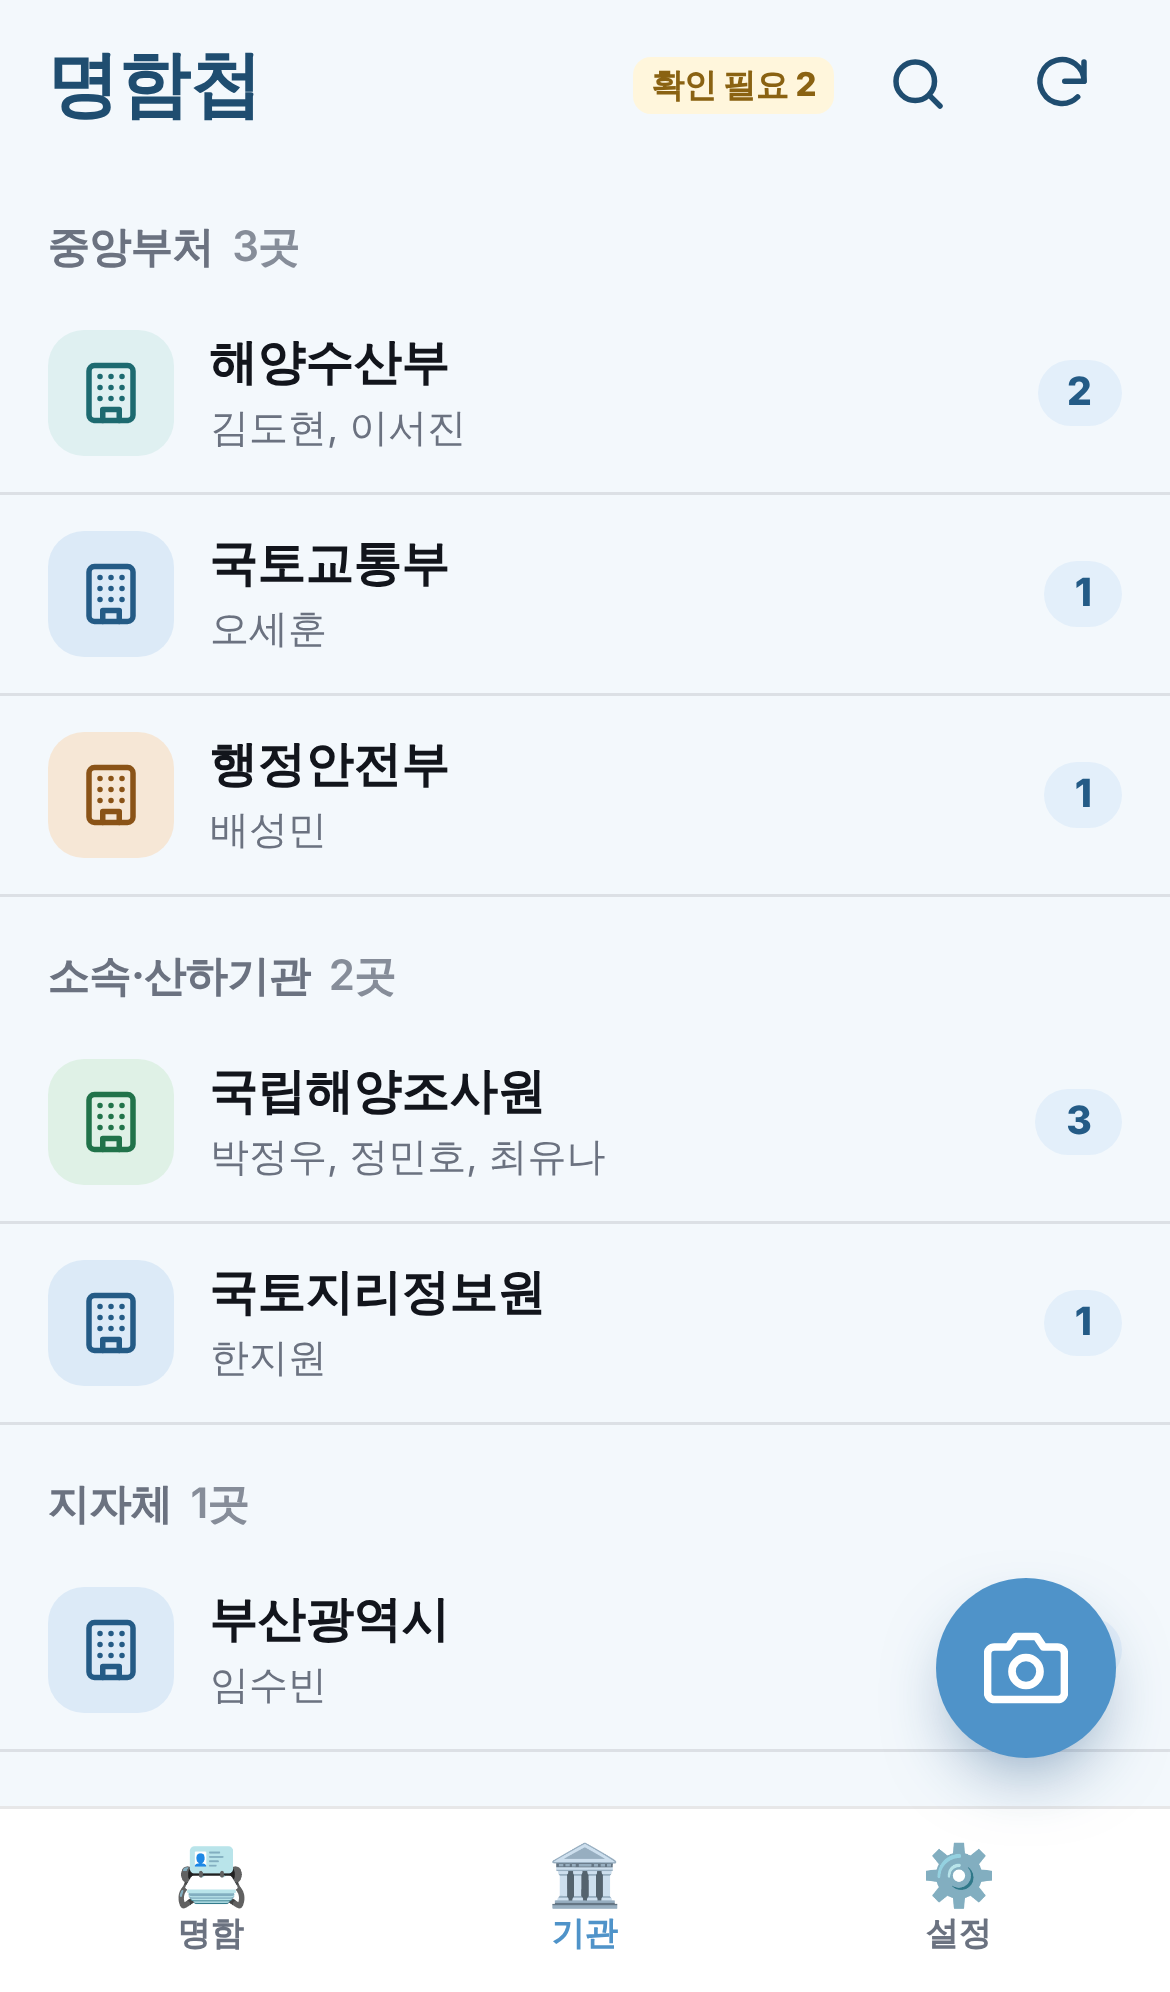 명함첩
확인 필요 2
중앙부처 3곳
해양수산부
김도현, 이서진
2
국토교통부
오세훈
1
행정안전부
배성민
1
소속·산하기관 2곳
국립해양조사원
박정우, 정민호, 최유나
3
국토지리정보원
한지원
1
지자체 1곳
부산광역시
임수빈
명함
기관
설정